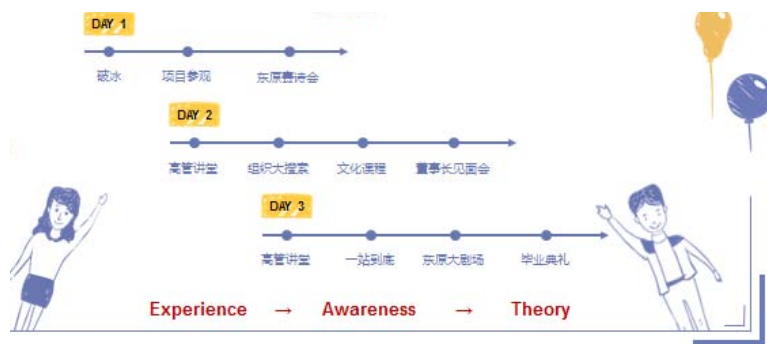 DAY 1
破冰 项目参观 东原赛诗会
DAY 2
高管讲堂 组织大搜索 文化课程 董事长见面会
DAY 3
高管讲堂 一站到底 东原大剧场 毕业典礼
Experience → Awareness → Theory